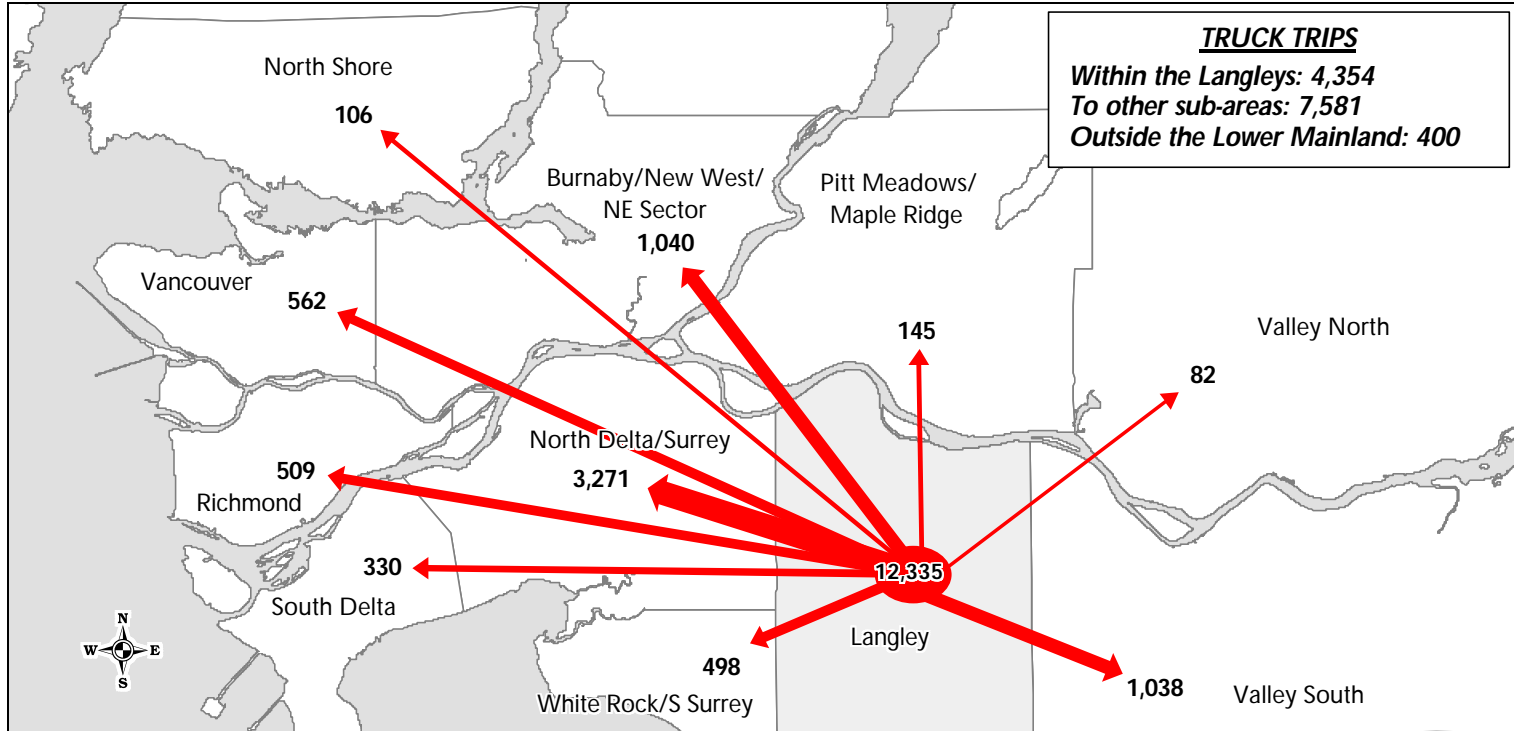 TRUCK TRIPS
Within the Langleys: 4,354
To other sub-areas: 7,581
Outside the Lower Mainland: 400
North Shore
106
Burnaby/New West/
NE Sector
1,040
Pitt Meadows/
Maple Ridge
Vancouver
562
145
Valley North
82
North Delta/Surrey
3,271
509
Richmond
330
South Delta
12,335
Langley
498
White Rock/S Surrey
1,038
Valley South
N
W
E
S